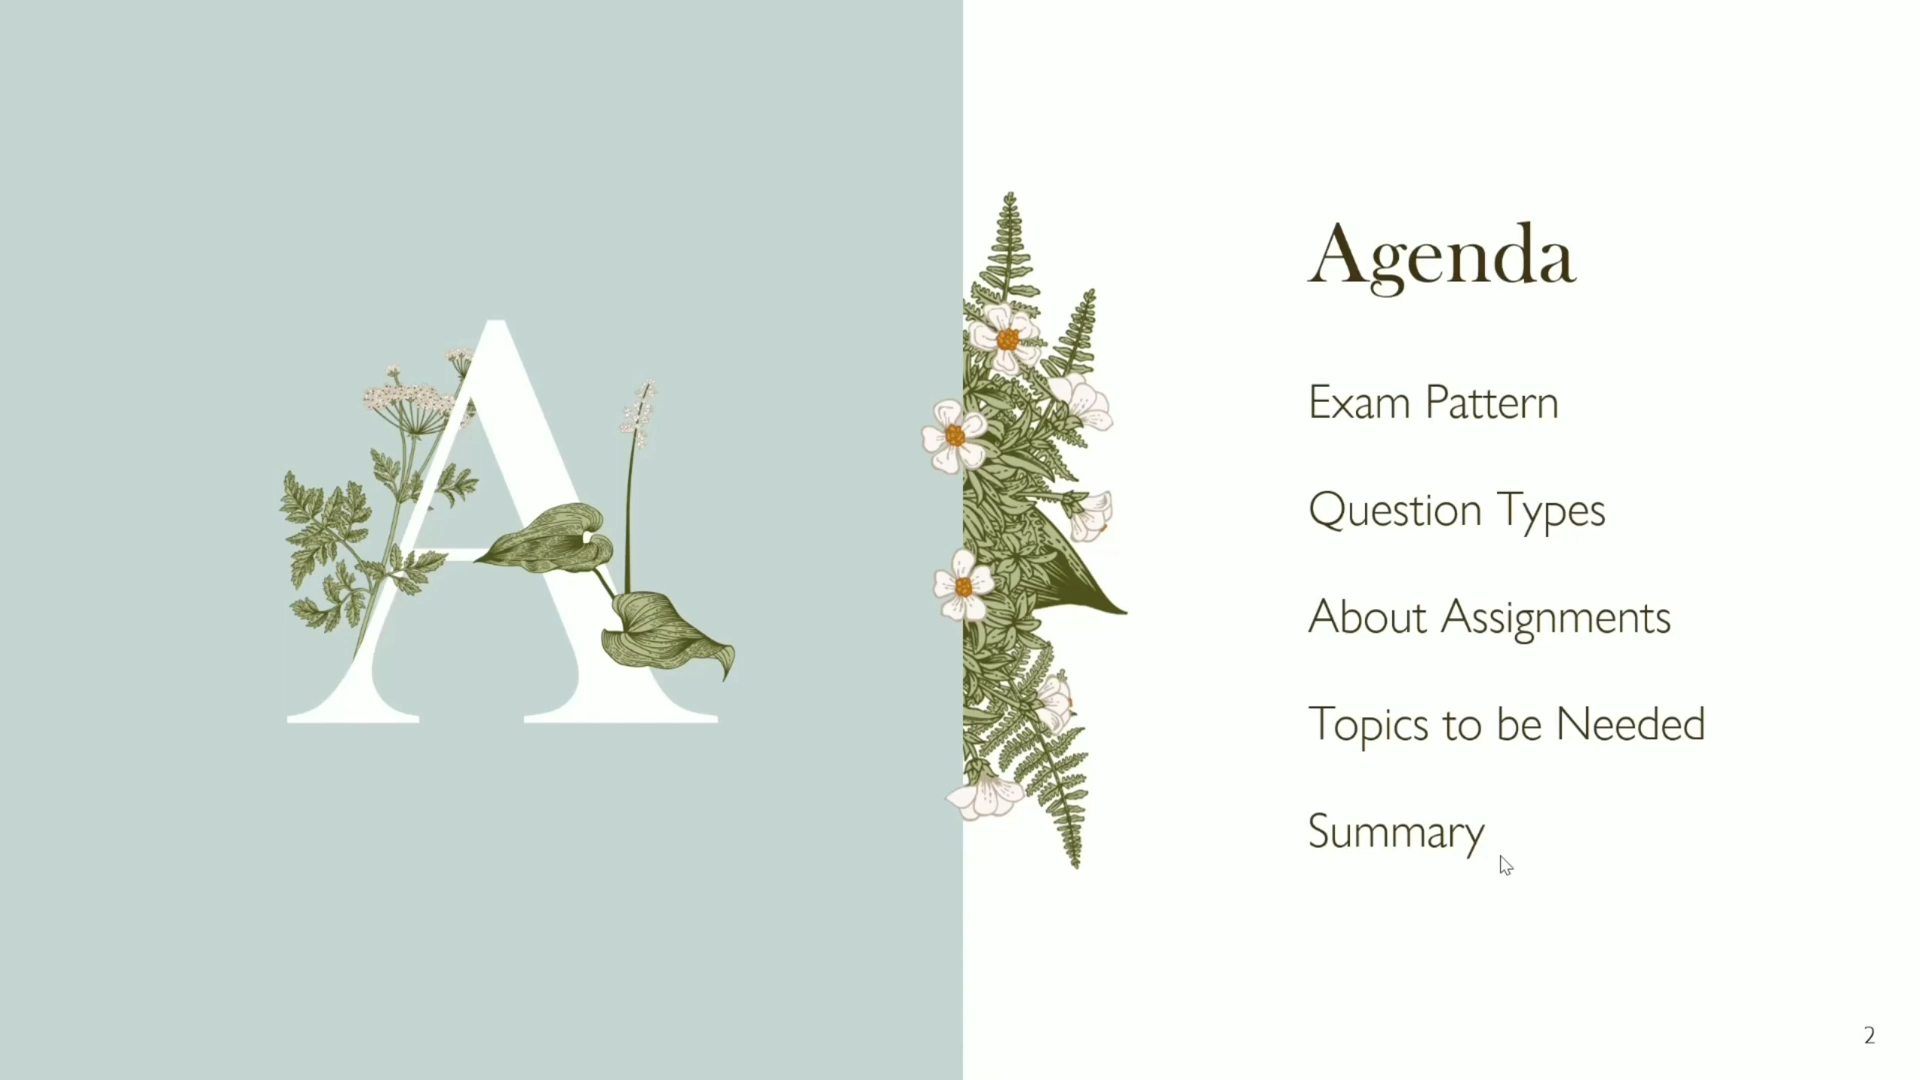 A
Agenda
Exam Pattern
Question Types
About Assignments
Topics to be Needed
Summary
2